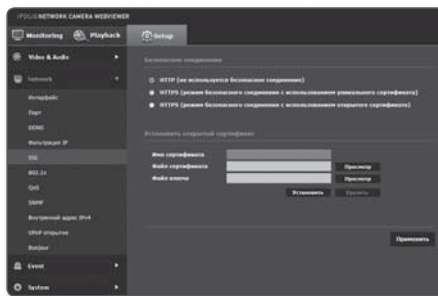 iPOLiS NETWORK CAMERA WEBVIEWER
Monitoring
Playback
Setup
Video & Audio
Network
Интерфейс
Порт
DDNS
Фильтрация IP
SSL
802.1x
QoS
SNMP
Внутренний адрес IPv4
UPnP открытие
Bonjour
Event
System
Безопасное соединение
HTTP (не используется безопасное соединение)
HTTPS (режим безопасного соединения с использованием уникального сертификата)
HTTPS (режим безопасного соединения с использованием открытого сертификата)
Установить открытый сертификат
Имя сертификата
Файл сертификата
Просмотр
Файл ключа
Просмотр
Установить
Удалить
Применить